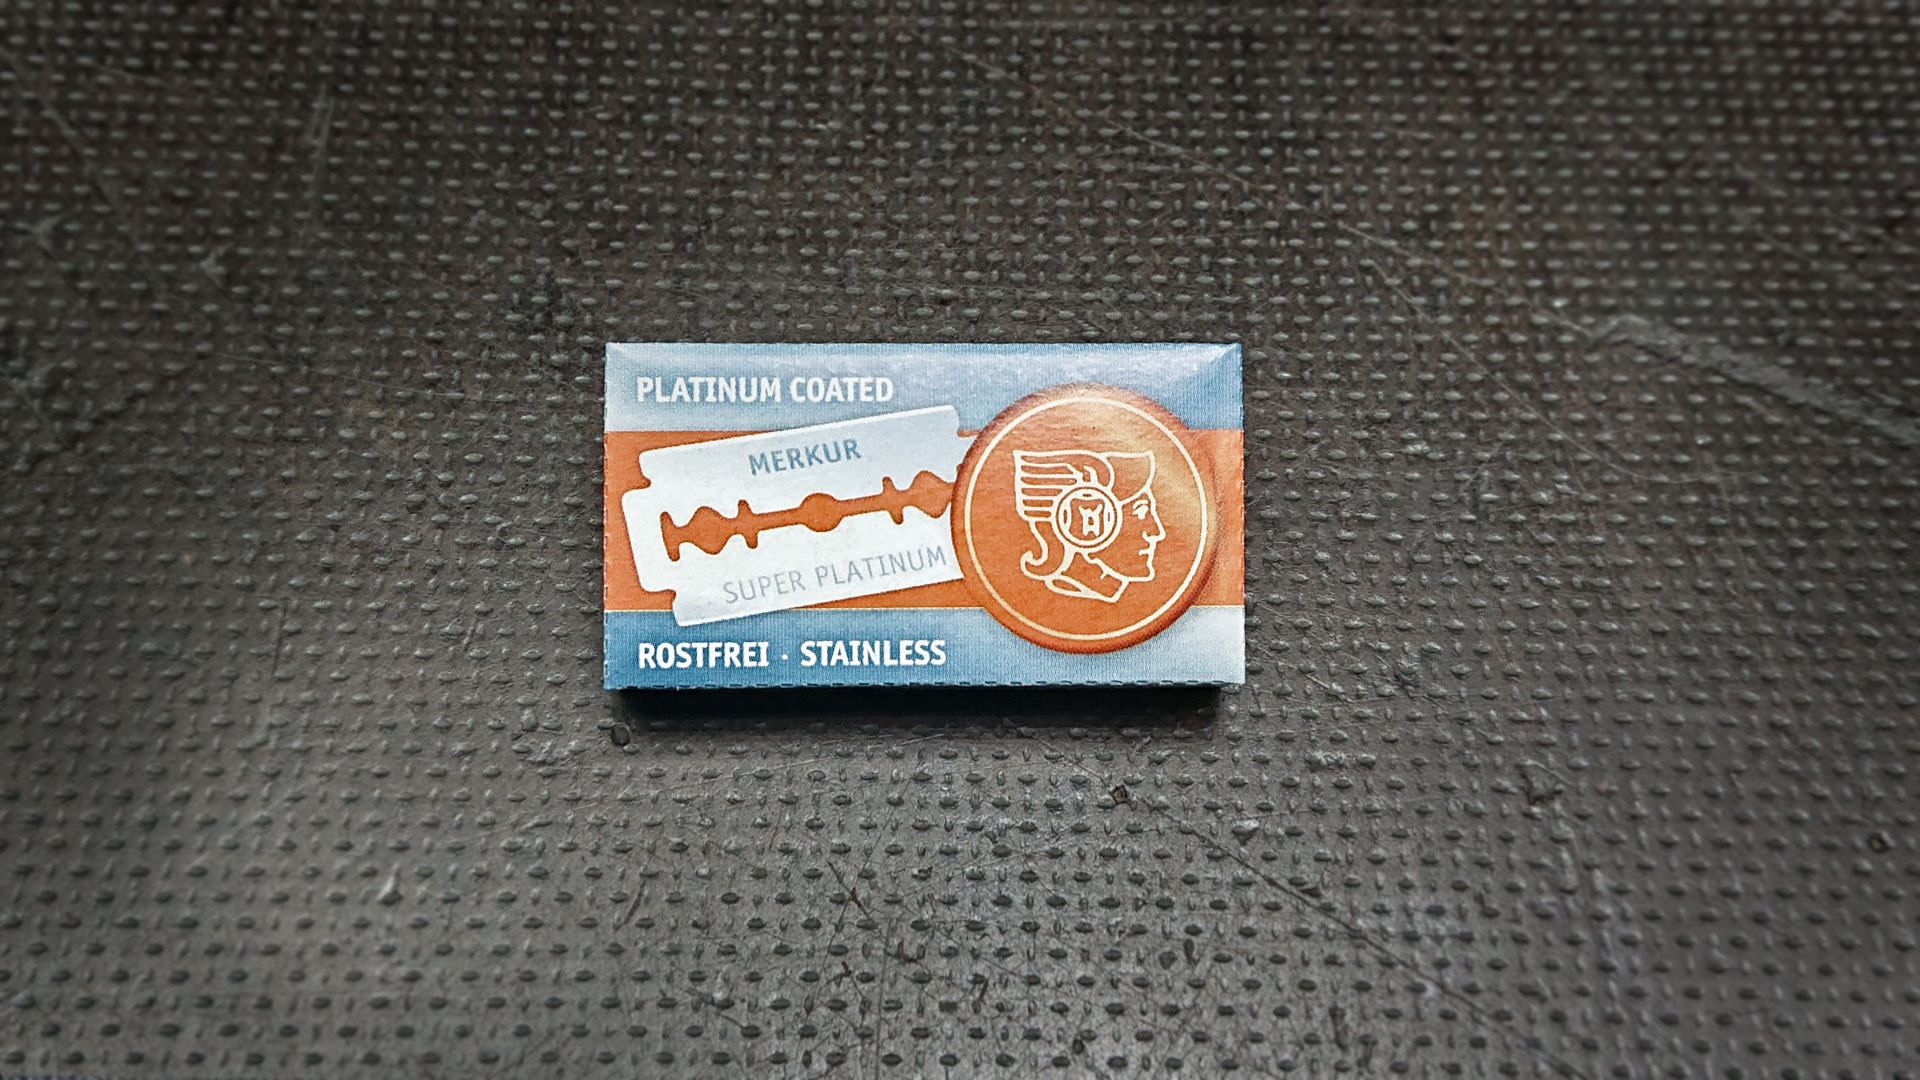 PLATINUM COATED
MERKUR
SUPER PLATINUM
ROSTFREI · STAINLESS